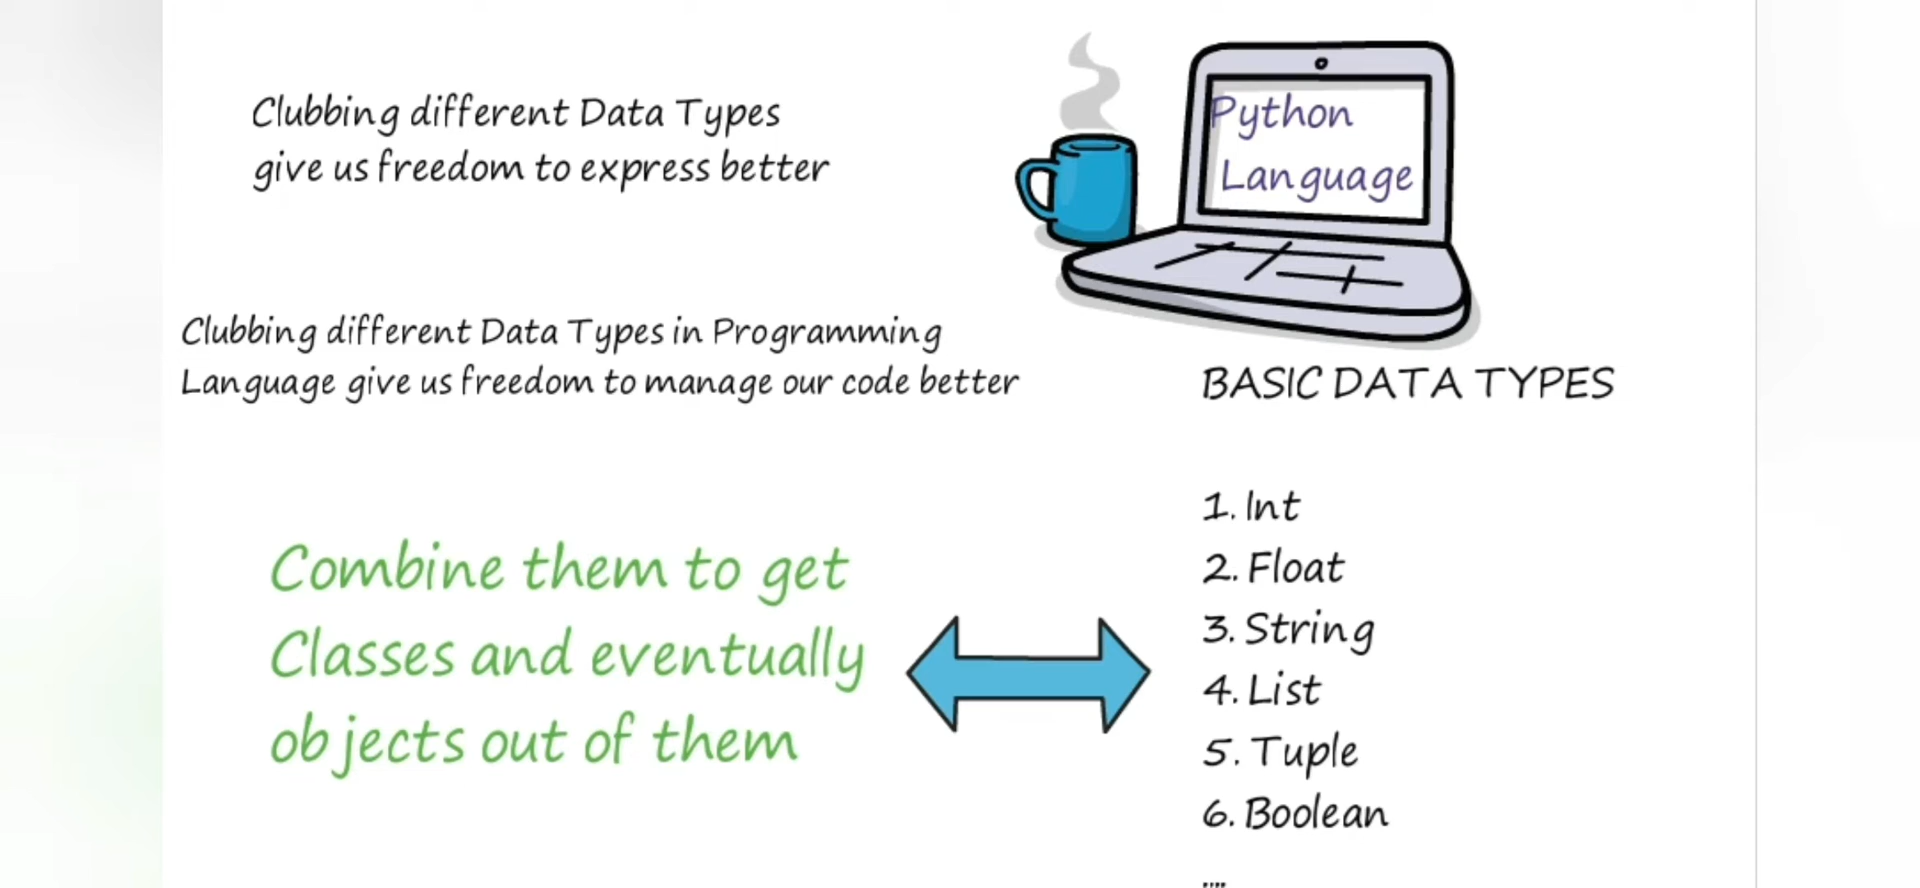 Clubbing different Data Types
give us freedom to express better
Python
Language
Clubbing different Data Types in Programming
Language give us freedom to manage our code better
BASIC DATA TYPES
Combine them to get
Classes and eventually
objects out of them
1. Int
2. Float
3. String
4. List
5. Tuple
6. Boolean
....